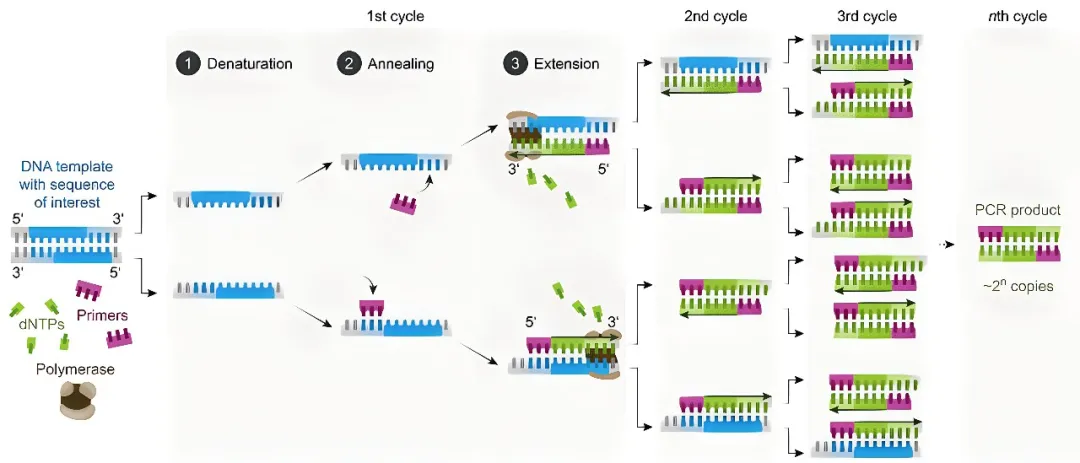 1st cycle
2nd cycle
3rd cycle
nth cycle
1 Denaturation
2 Annealing
3 Extension
DNA template
with sequence
of interest
5' 3'
3' 5'
dNTPs
Primers
Polymerase
3' 5'
5' 3'
PCR product
~2ⁿ copies